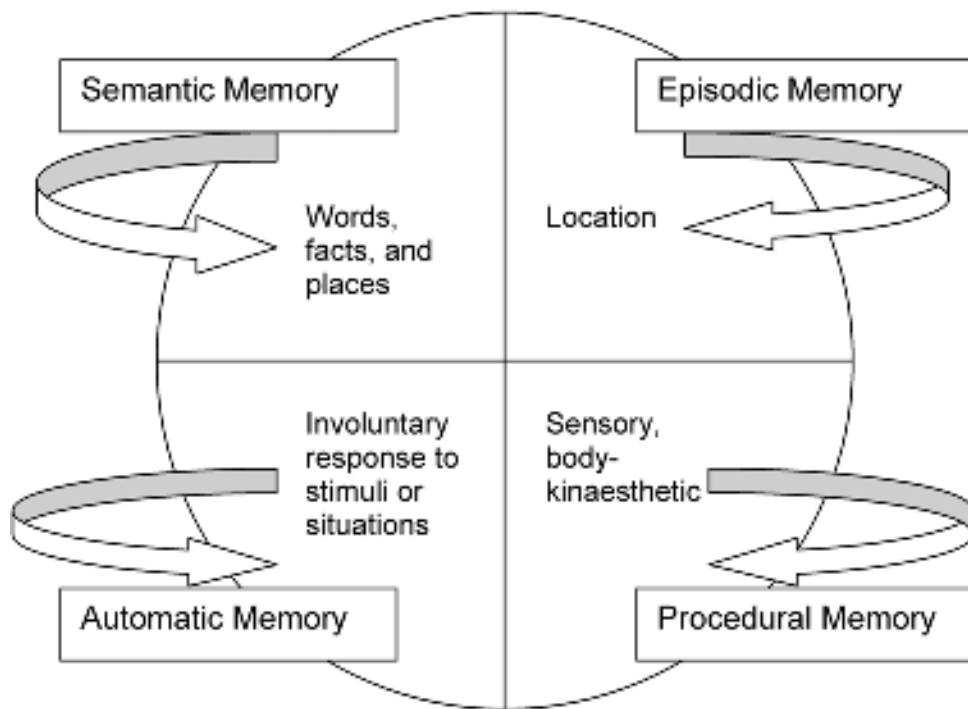 Semantic Memory
Episodic Memory
Words,
facts, and
places
Location
Involuntary
response to
stimuli or
situations
Sensory,
body-
kinaesthetic
Automatic Memory
Procedural Memory